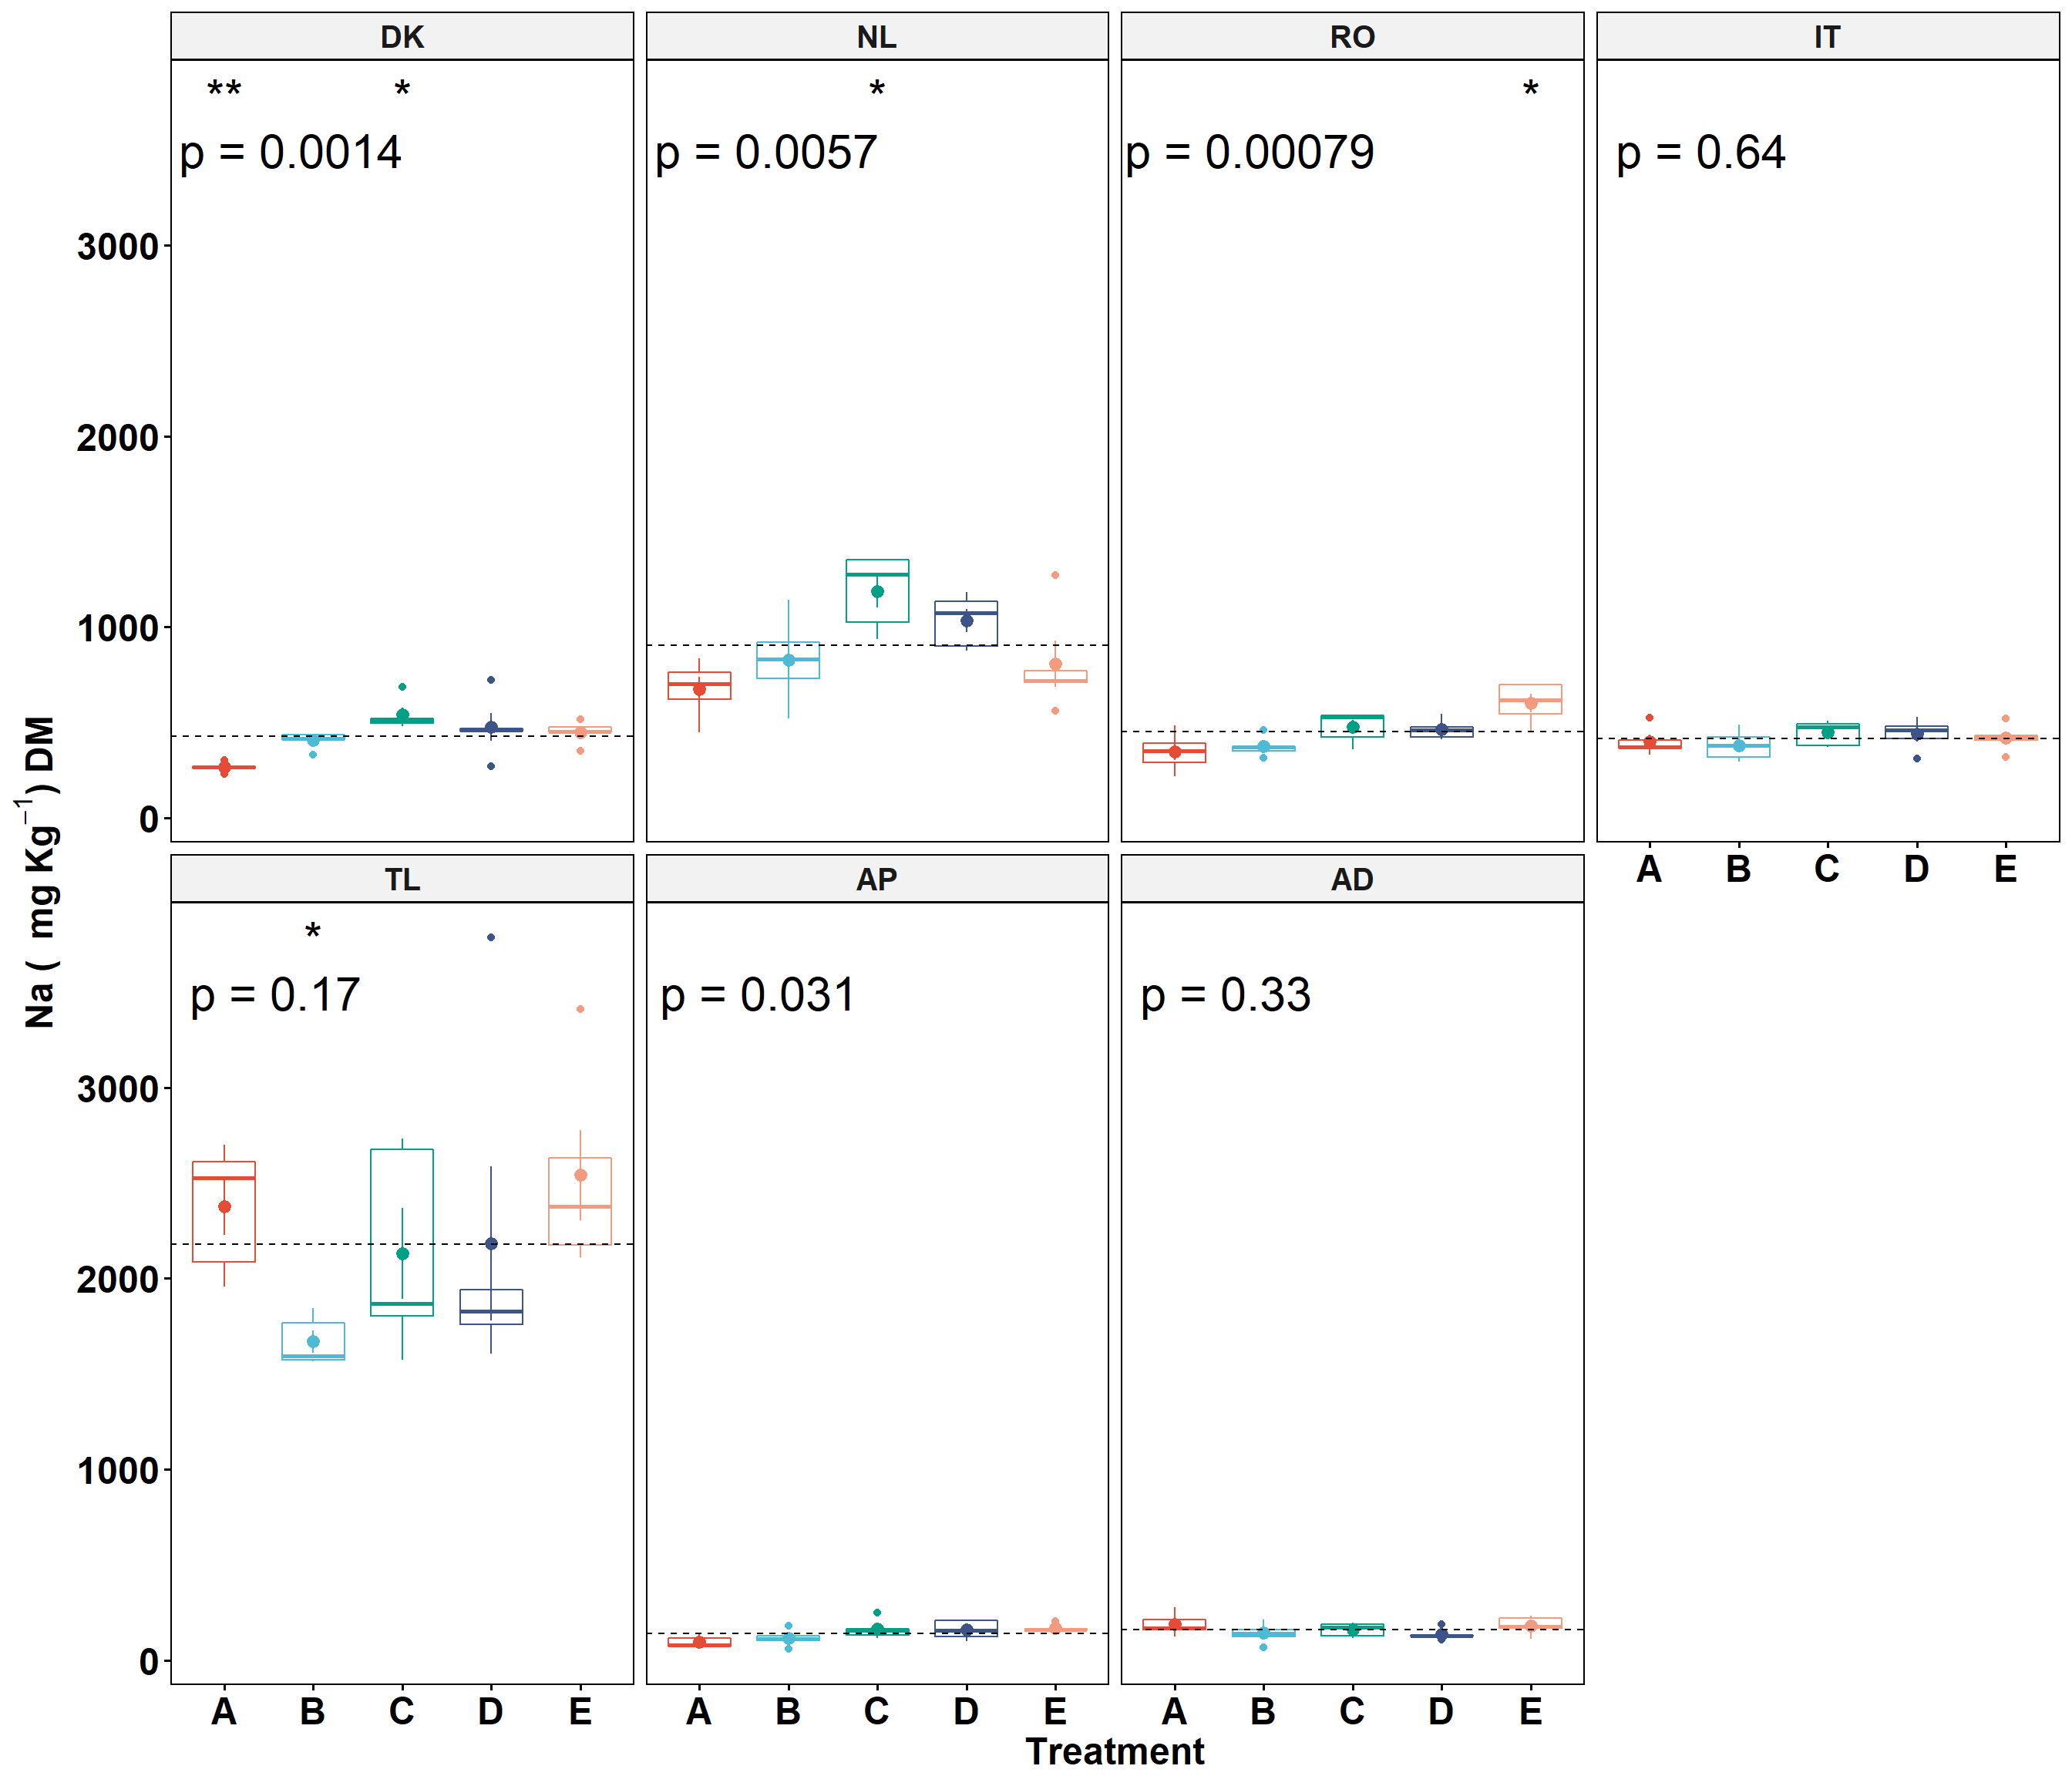 DK NL RO IT
** * * *
p = 0.0014 p = 0.0057 p = 0.00079 p = 0.64
3000
2000
1000
0
A B C D E
Na ( mg Kg−1) DM
TL AP AD
*
p = 0.17 p = 0.031 p = 0.33
3000
2000
1000
0
A B C D E A B C D E A B C D E
Treatment